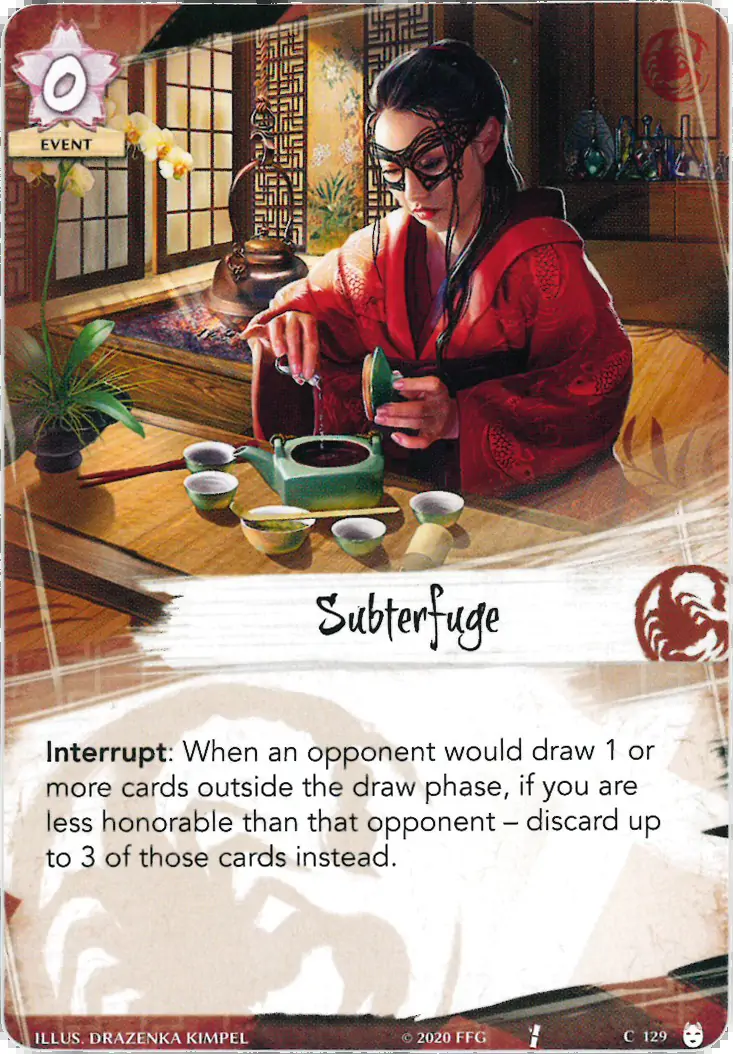 0
EVENT
Subterfuge
Interrupt: When an opponent would draw 1 or
more cards outside the draw phase, if you are
less honorable than that opponent – discard up
to 3 of those cards instead.
ILLUS. DRAZENKA KIMPEL © 2020 FFG C 129